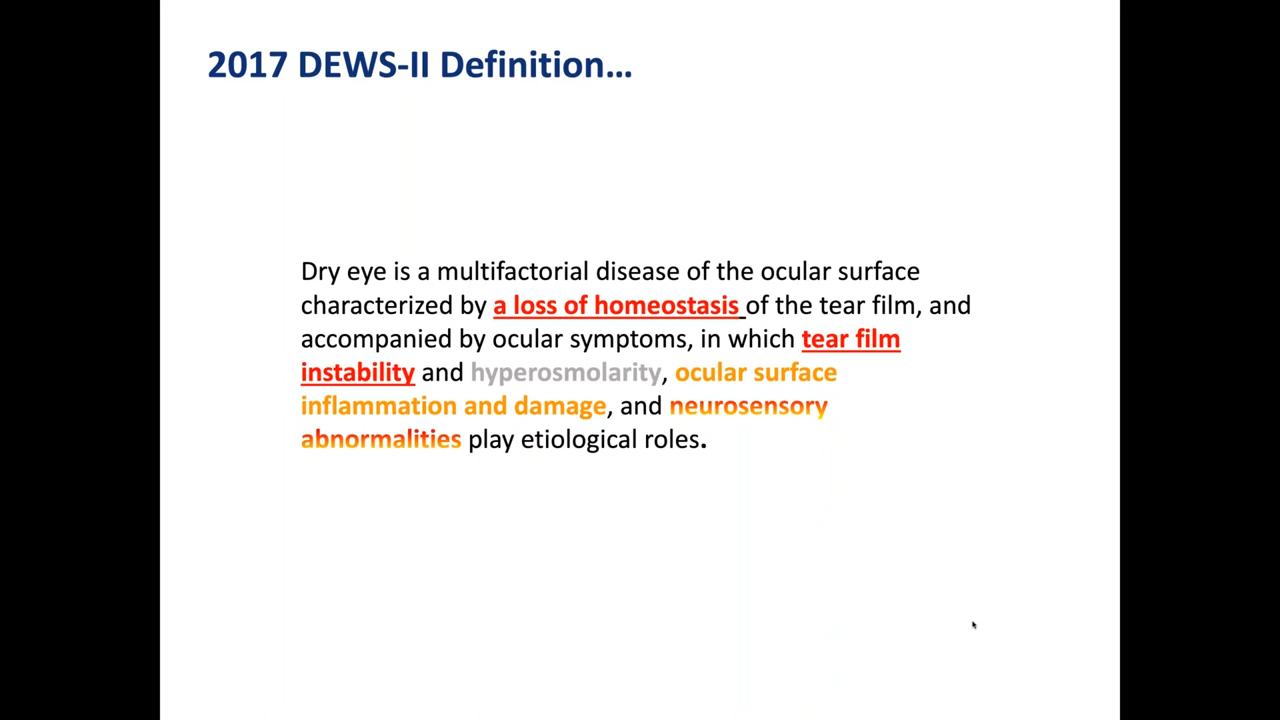 2017 DEWS-II Definition…
Dry eye is a multifactorial disease of the ocular surface
characterized by a loss of homeostasis of the tear film, and
accompanied by ocular symptoms, in which tear film
instability and hyperosmolarity, ocular surface
inflammation and damage, and neurosensory
abnormalities play etiological roles.